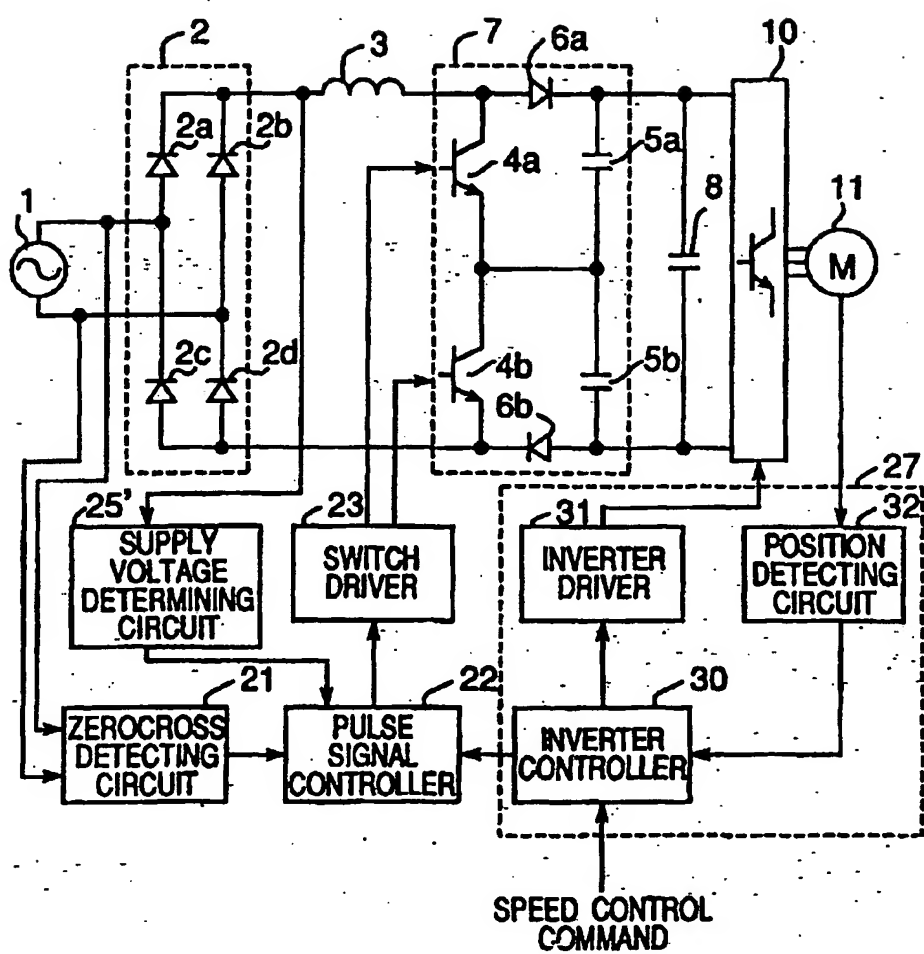 2
3
7
6a
10
2a
2b
4a
5a
8
1
11
M
2c
2d
4b
5b
6b
27
25'
SUPPLY
VOLTAGE
DETERMINING
CIRCUIT
23
SWITCH
DRIVER
31
INVERTER
DRIVER
32
POSITION
DETECTING
CIRCUIT
21
ZEROCROSS
DETECTING
CIRCUIT
22
PULSE
SIGNAL
CONTROLLER
30
INVERTER
CONTROLLER
SPEED CONTROL
COMMAND